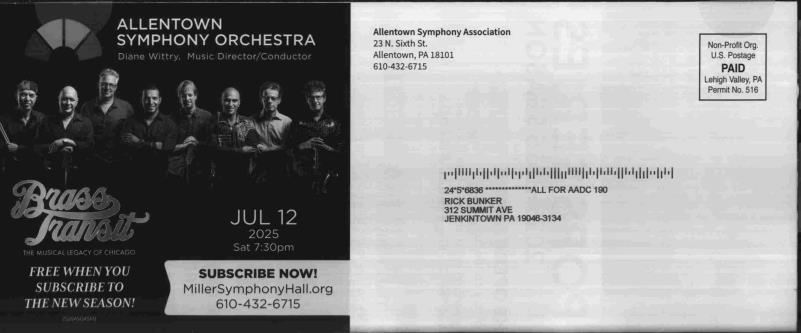 ALLENTOWN
SYMPHONY ORCHESTRA
Diane Wittry, Music Director/Conductor
Brass
Transit
THE MUSICAL LEGACY OF CHICAGO
JUL 12
2025
Sat 7:30pm
FREE WHEN YOU
SUBSCRIBE TO
THE NEW SEASON!
SUBSCRIBE NOW!
MillerSymphonyHall.org
610-432-6715
Allentown Symphony Association
23 N. Sixth St.
Allentown, PA 18101
610-432-6715
Non-Profit Org.
U.S. Postage
PAID
Lehigh Valley, PA
Permit No. 516
24*5*6836 **************ALL FOR AADC 190
RICK BUNKER
312 SUMMIT AVE
JENKINTOWN PA 19046-3134